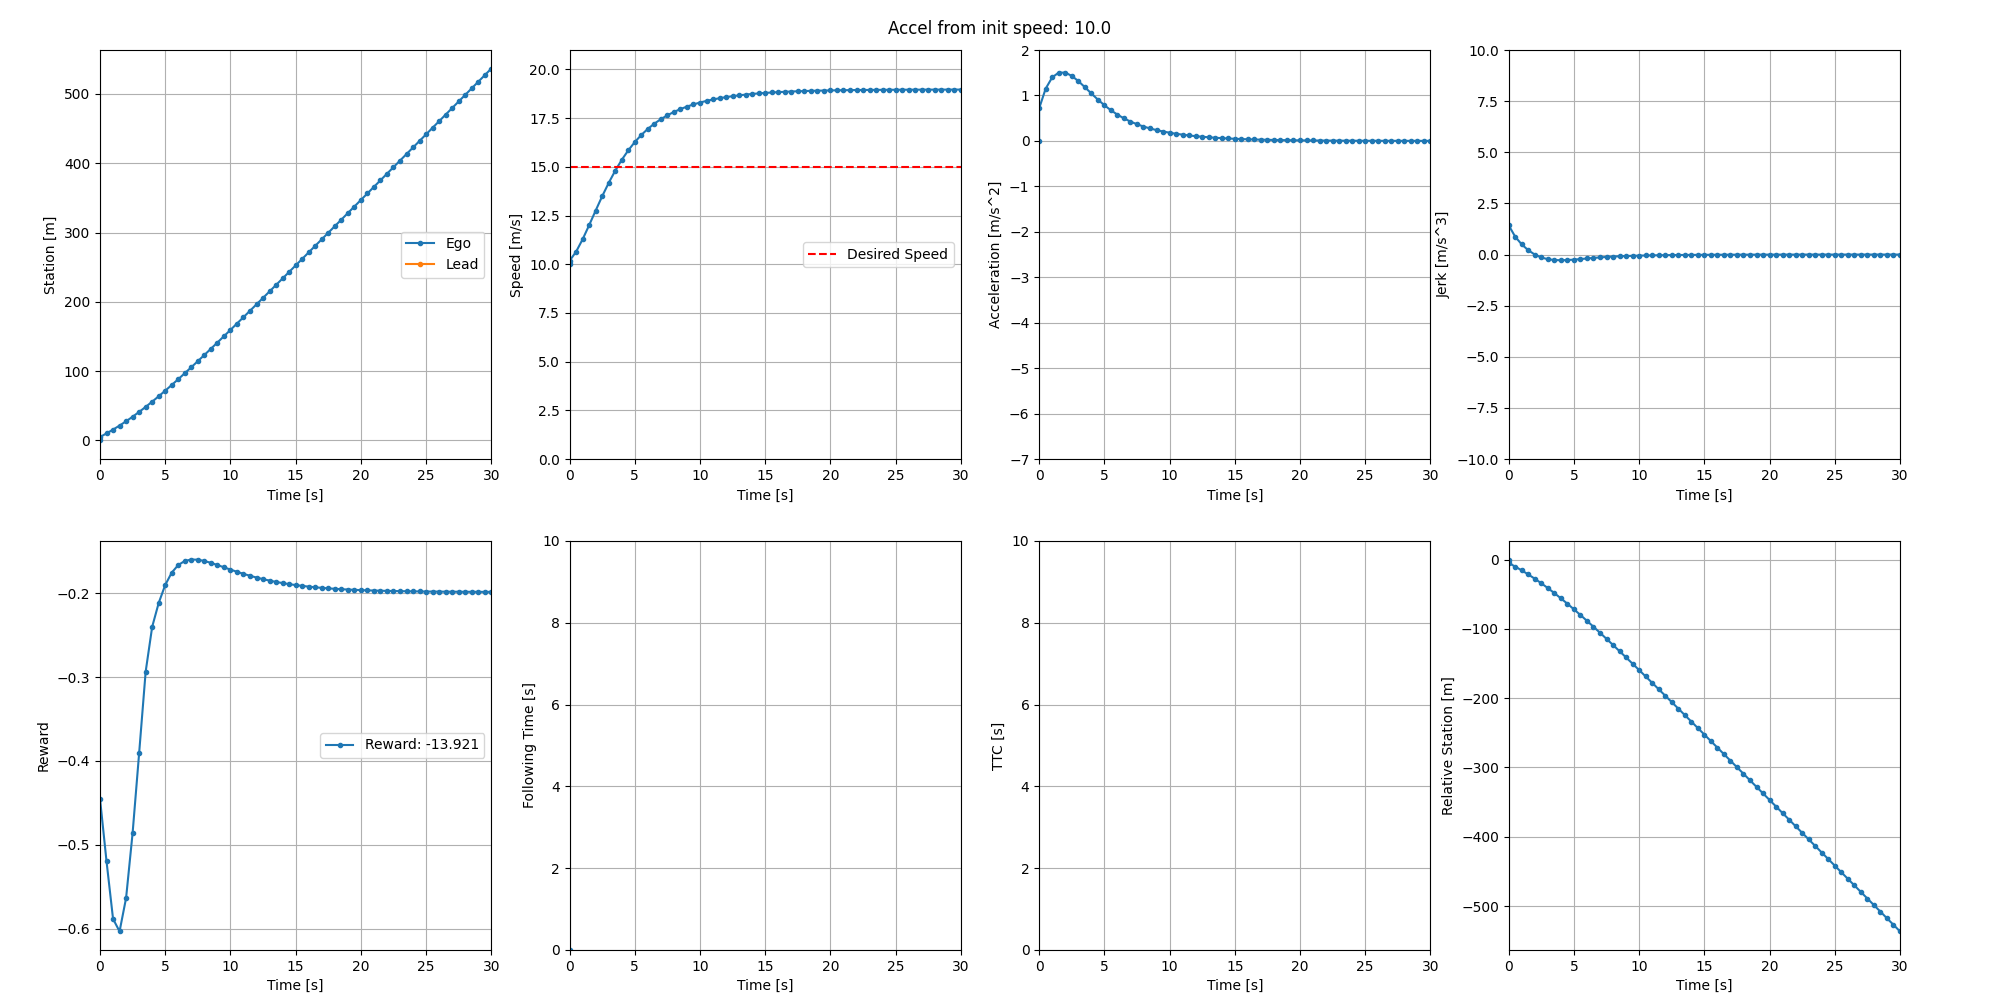 Accel from init speed: 10.0
Station [m]
500
400
300
200
100
0
Ego
Lead
0 5 10 15 20 25 30
Time [s]
Speed [m/s]
20.0
17.5
15.0
12.5
10.0
7.5
5.0
2.5
0.0
Desired Speed
0 5 10 15 20 25 30
Time [s]
Acceleration [m/s^2]
2
1
0
−1
−2
−3
−4
−5
−6
−7
0 5 10 15 20 25 30
Time [s]
Jerk [m/s^3]
10.0
7.5
5.0
2.5
0.0
−2.5
−5.0
−7.5
−10.0
0 5 10 15 20 25 30
Time [s]
Reward
−0.2
−0.3
−0.4
−0.5
−0.6
Reward: -13.921
0 5 10 15 20 25 30
Time [s]
Following Time [s]
10
8
6
4
2
0
0 5 10 15 20 25 30
Time [s]
TTC [s]
10
8
6
4
2
0
0 5 10 15 20 25 30
Time [s]
Relative Station [m]
0
−100
−200
−300
−400
−500
0 5 10 15 20 25 30
Time [s]